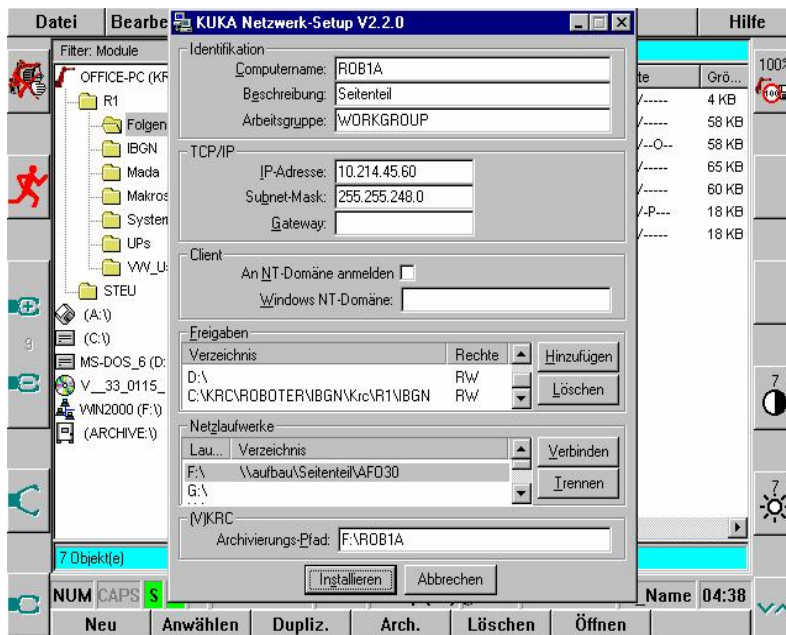 Datei Bearbe KUKA Netzwerk-Setup V2.2.0 Hilfe
Filter: Module
OFFICE-PC (KR
R1
Folgen
IBGN
Mada
Makros
System
UPs
VW_U
STEU
(A:\)
(C:\)
MS-DOS_6 (D:
V__33_0115_
WIN2000 (F:\)
(ARCHIVE:\)
7 Objekt(e)
Identifikation
Computername: ROB1A
Beschreibung: Seitenteil
Arbeitsgruppe: WORKGROUP
TCP/IP
IP-Adresse: 10.214.45.60
Subnet-Mask: 255.255.248.0
Gateway:
Client
An NT-Domäne anmelden
Windows NT-Domäne:
Freigaben
Verzeichnis Rechte
D:\ RW
C:\KRC\ROBOTER\IBGN\Krc\R1\IBGN RW
Hinzufügen
Löschen
Netzlaufwerke
Lau... Verzeichnis
F:\ \\aufbau\Seitenteil\AFO30
G:\
Verbinden
Trennen
(V)KRC
Archivierungs-Pfad: F:\ROB1A
Installieren Abbrechen
te Grö...
/----- 4 KB
/----- 58 KB
/--O-- 58 KB
/----- 65 KB
/----- 60 KB
/-P--- 18 KB
/----- 18 KB
100%
100
9
7
7
NUM CAPS S _Name 04:38
Neu Anwählen Dupliz. Arch. Löschen Öffnen